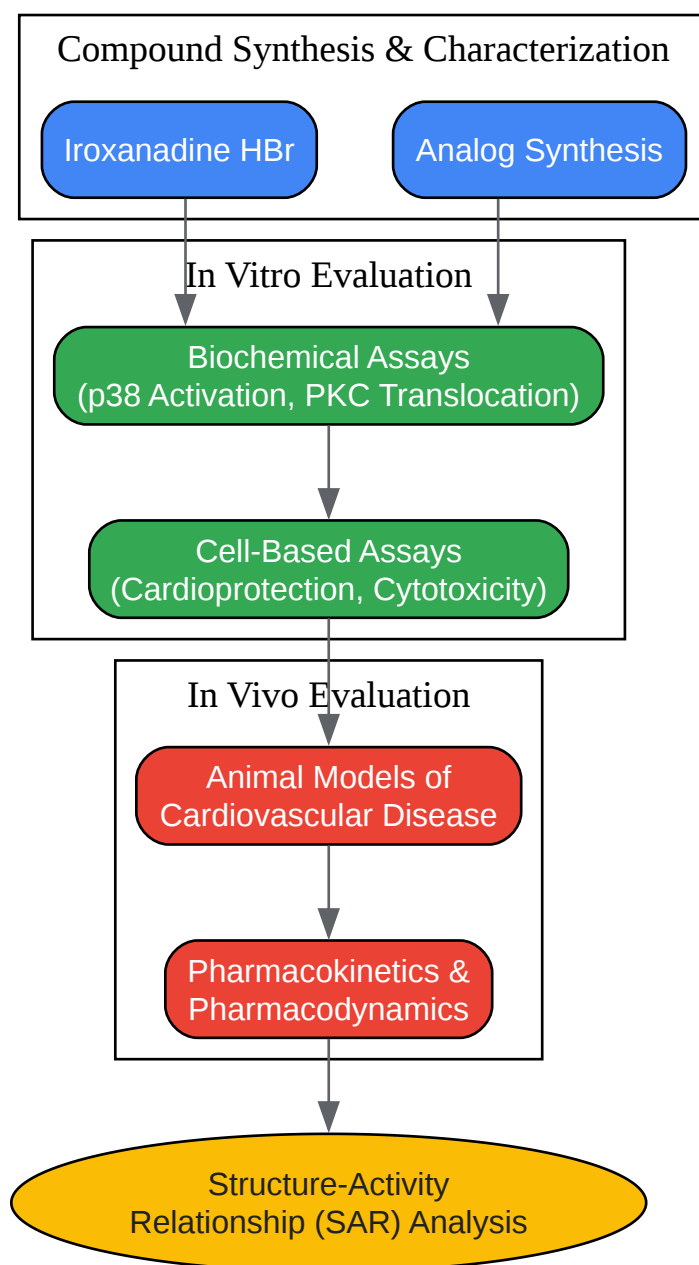 Compound Synthesis & Characterization
Iroxanadine HBr
Analog Synthesis
In Vitro Evaluation
Biochemical Assays
(p38 Activation, PKC Translocation)
Cell-Based Assays
(Cardioprotection, Cytotoxicity)
In Vivo Evaluation
Animal Models of
Cardiovascular Disease
Pharmacokinetics &
Pharmacodynamics
Structure-Activity
Relationship (SAR) Analysis